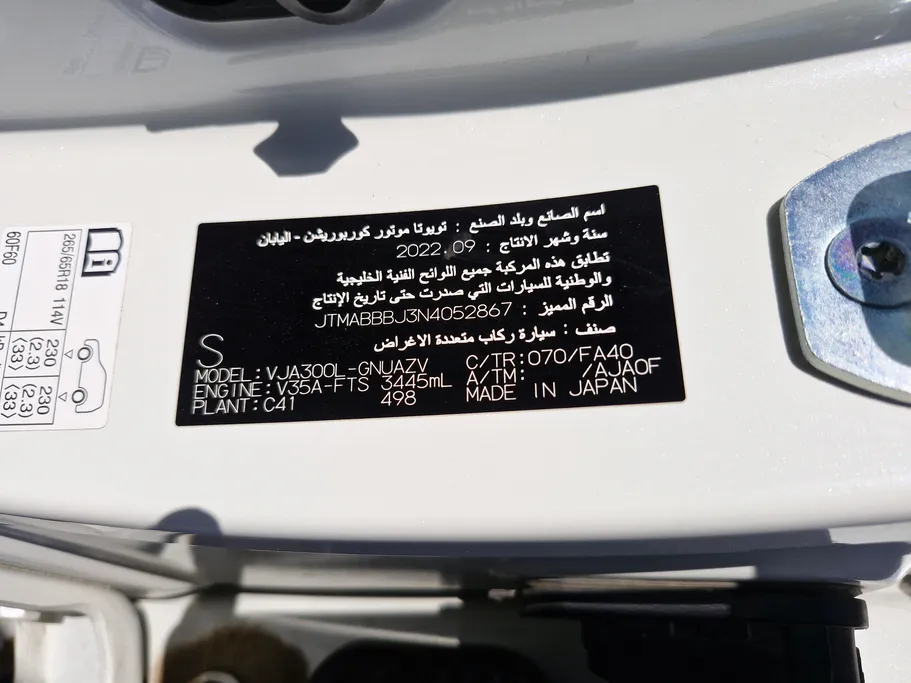 اسم الصانع وبلد الصنع : تويوتا موتور كوربوريشن - اليابان
سنة وشهر الانتاج : 2022.09
تطابق هذه المركبة جميع اللوائح الفنية الخليجية
والوطنية للسيارات التي صدرت حتى تاريخ الإنتاج
الرقم المميز : JTMABBBJ3N4052867
صنف : سيارة ركاب متعددة الاغراض
S
MODEL:VJA300L-GNUAZV C/TR:070/FA40
ENGINE:V35A-FTS 3445mL A/TM: /AJA0F
PLANT:C41 498 MADE IN JAPAN
265/65R18 114V
60F60
230
(2.3)
⟨33⟩
230
(2.3)
⟨33⟩